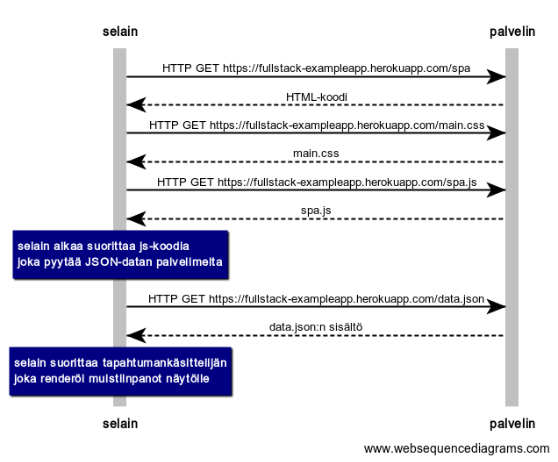 selain palvelin
HTTP GET https://fullstack-exampleapp.herokuapp.com/spa
HTML-koodi
HTTP GET https://fullstack-exampleapp.herokuapp.com/main.css
main.css
HTTP GET https://fullstack-exampleapp.herokuapp.com/spa.js
spa.js
selain alkaa suorittaa js-koodia
joka pyytää JSON-datan palvelimelta
HTTP GET https://fullstack-exampleapp.herokuapp.com/data.json
data.json:n sisältö
selain suorittaa tapahtumankäsittelijän
joka renderöi muistiinpanot näytölle
selain palvelin
www.websequencediagrams.com